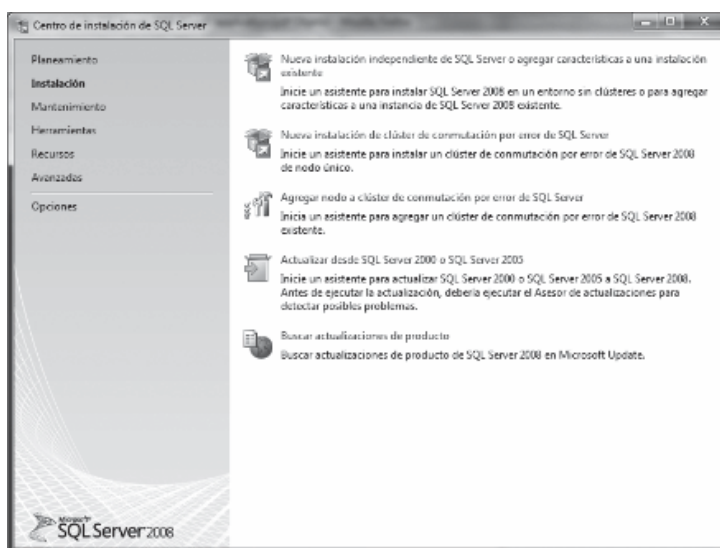 Centro de instalación de SQL Server
Planeamiento
Instalación
Mantenimiento
Herramientas
Recursos
Avanzadas
Opciones
Nueva instalación independiente de SQL Server o agregar características a una instalación
existente
Inicie un asistente para instalar SQL Server 2008 en un entorno sin clústeres o para agregar
características a una instancia de SQL Server 2008 existente.
Nueva instalación de clúster de conmutación por error de SQL Server
Inicie un asistente para instalar un clúster de conmutación por error de SQL Server 2008
de nodo único.
Agregar nodo a clúster de conmutación por error de SQL Server
Inicia un asistente para agregar un clúster de conmutación por error de SQL Server 2008
existente.
Actualizar desde SQL Server 2000 o SQL Server 2005
Inicie un asistente para actualizar SQL Server 2000 o SQL Server 2005 a SQL Server 2008.
Antes de ejecutar la actualización, debería ejecutar el Asesor de actualizaciones para
detectar posibles problemas.
Buscar actualizaciones de producto
Buscar actualizaciones de producto de SQL Server 2008 en Microsoft Update.
Microsoft
SQL Server 2008